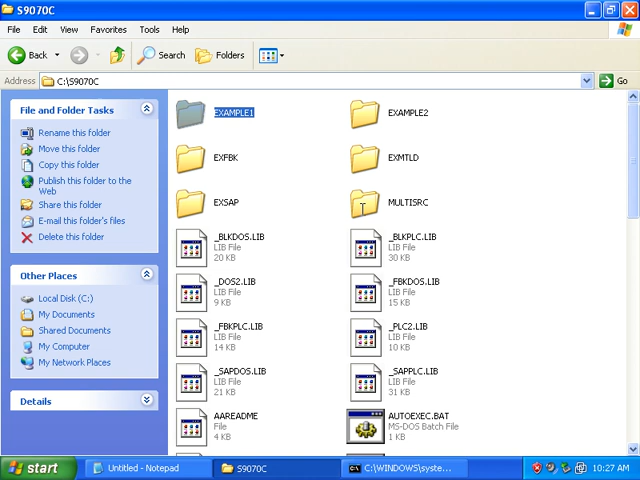 S9070C
File Edit View Favorites Tools Help
Back Search Folders
Address C:\S9070C Go
File and Folder Tasks
Rename this folder
Move this folder
Copy this folder
Publish this folder to the
Web
Share this folder
E-mail this folder's files
Delete this folder
Other Places
Local Disk (C:)
My Documents
Shared Documents
My Computer
My Network Places
Details
EXAMPLE1 EXAMPLE2
EXFBK EXMTLD
EXSAP MULTISRC
_BLKDOS.LIB _BLKPLC.LIB
LIB File LIB File
20 KB 30 KB
_DOS2.LIB _FBKDOS.LIB
LIB File LIB File
9 KB 15 KB
_FBKPLC.LIB _PLC2.LIB
LIB File LIB File
14 KB 10 KB
_SAPDOS.LIB _SAPPLC.LIB
LIB File LIB File
21 KB 31 KB
AAREADME AUTOEXEC.BAT
File MS-DOS Batch File
4 KB 1 KB
start Untitled - Notepad S9070C C:\WINDOWS\syste... 10:27 AM